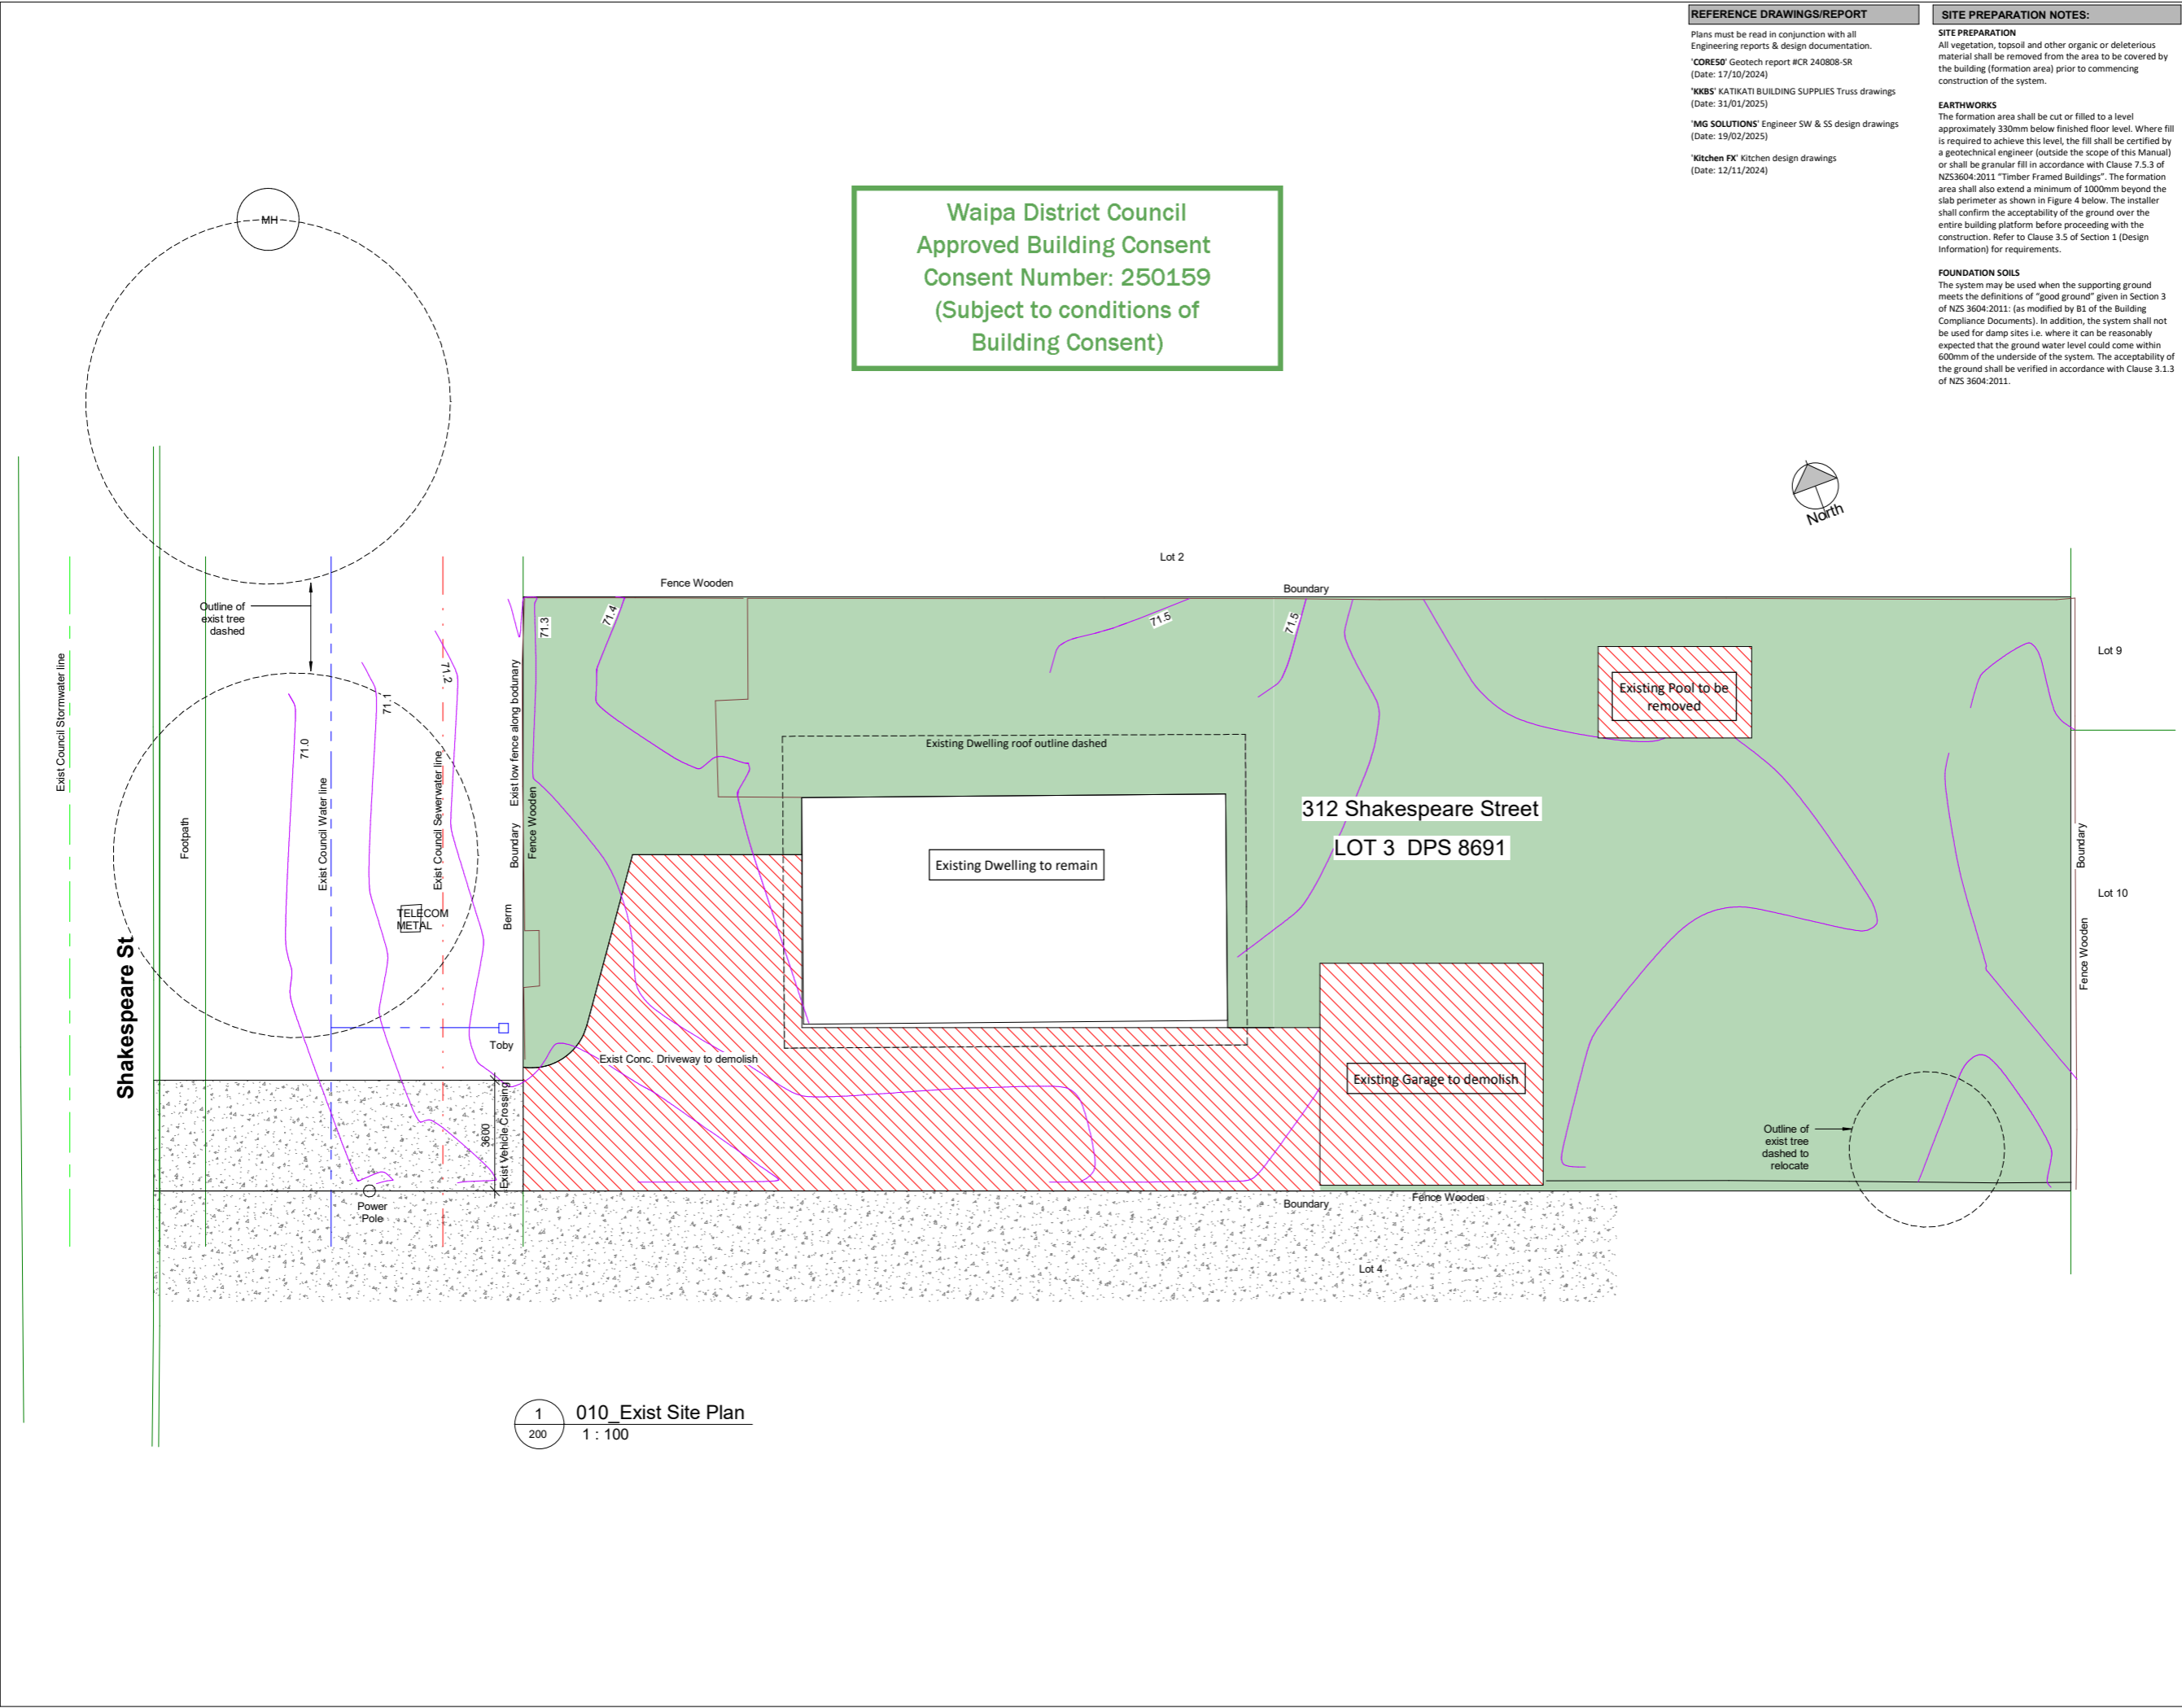 REFERENCE DRAWINGS/REPORT
Plans must be read in conjunction with all
Engineering reports & design documentation.
'CORE50' Geotech report #CR 240808-SR
(Date: 17/10/2024)
'KKBS' KATIKATI BUILDING SUPPLIES Truss drawings
(Date: 31/01/2025)
'MG SOLUTIONS' Engineer SW & SS design drawings
(Date: 19/02/2025)
'Kitchen FX' Kitchen design drawings
(Date: 12/11/2024)
SITE PREPARATION NOTES:
SITE PREPARATION
All vegetation, topsoil and other organic or deleterious
material shall be removed from the area to be covered by
the building (formation area) prior to commencing
construction of the system.
EARTHWORKS
The formation area shall be cut or filled to a level
approximately 330mm below finished floor level. Where fill
is required to achieve this level, the fill shall be certified by
a geotechnical engineer (outside the scope of this Manual)
or shall be granular fill in accordance with Clause 7.5.3 of
NZS3604:2011 "Timber Framed Buildings". The formation
area shall also extend a minimum of 1000mm beyond the
slab perimeter as shown in Figure 4 below. The installer
shall confirm the acceptability of the ground over the
entire building platform before proceeding with the
construction. Refer to Clause 3.5 of Section 1 (Design
Information) for requirements.
FOUNDATION SOILS
The system may be used when the supporting ground
meets the definitions of "good ground" given in Section 3
of NZS 3604:2011: (as modified by B1 of the Building
Compliance Documents). In addition, the system shall not
be used for damp sites i.e. where it can be reasonably
expected that the ground water level could come within
600mm of the underside of the system. The acceptability of
the ground shall be verified in accordance with Clause 3.1.3
of NZS 3604:2011.
Waipa District Council
Approved Building Consent
Consent Number: 250159
(Subject to conditions of
Building Consent)
MH
North
Lot 2
Fence Wooden
Boundary
Outline of
exist tree
dashed
71.3
71.4
71.5
71.5
71.2
71.1
71.0
Lot 9
Existing Pool to be
removed
Exist Council Stormwater line
Footpath
Exist Council Water line
Exist Council Sewerwater line
Exist low fence along bodunary
Boundary
Fence Wooden
Berm
Existing Dwelling roof outline dashed
312 Shakespeare Street
LOT 3 DPS 8691
Existing Dwelling to remain
Boundary
Lot 10
Fence Wooden
TELECOM
METAL
Shakespeare St
Toby
Exist Conc. Driveway to demolish
Existing Garage to demolish
3600
Exist Vehicle Crossing
Outline of
exist tree
dashed to
relocate
Power
Pole
Boundary
Fence Wooden
Lot 4
1
200
010_Exist Site Plan
1 : 100